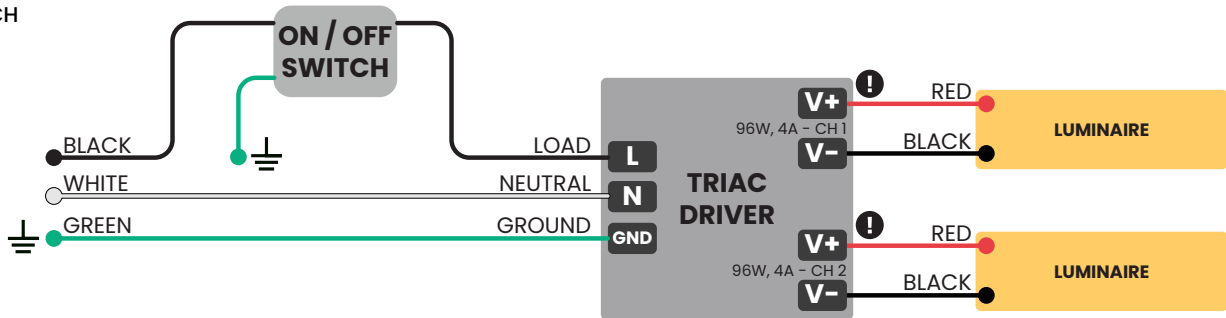 CH
ON / OFF
SWITCH
BLACK
WHITE
GREEN
LOAD
NEUTRAL
GROUND
L
N
GND
TRIAC
DRIVER
V+
96W, 4A - CH 1
V-
V+
96W, 4A - CH 2
V-
!
RED
BLACK
LUMINAIRE
!
RED
BLACK
LUMINAIRE